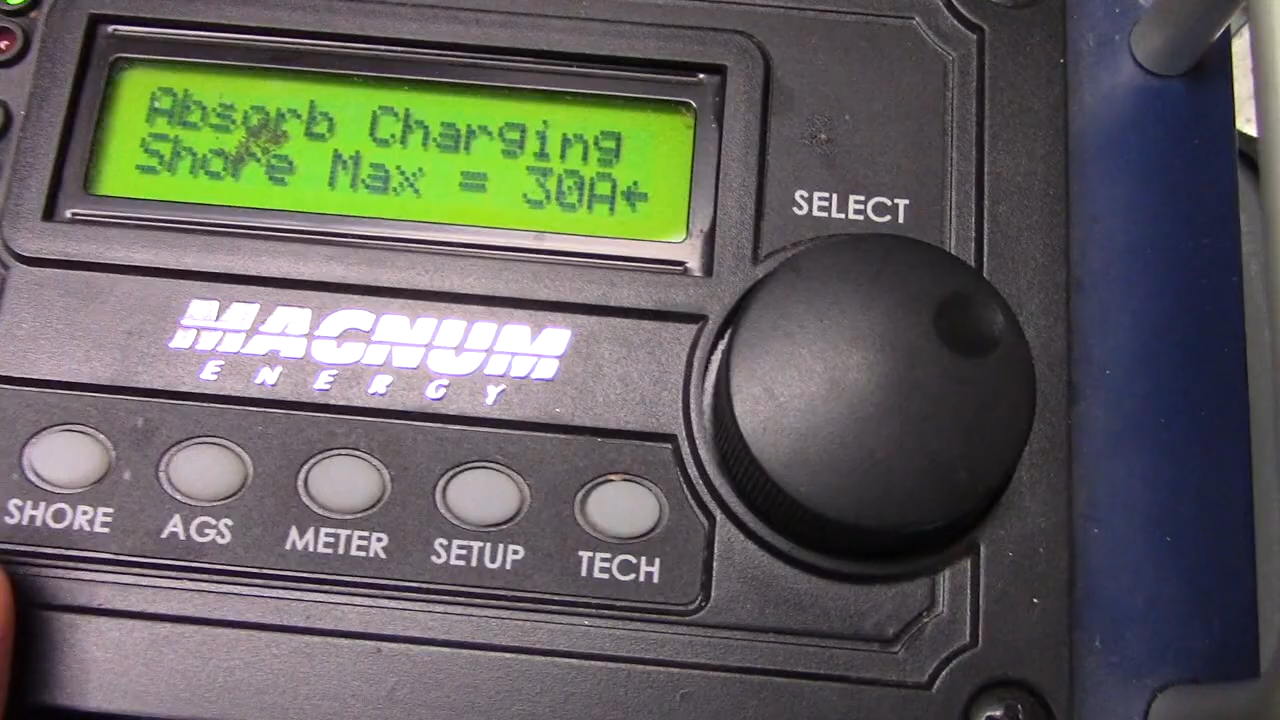 Absorb Charging
Shore Max = 30A←
SELECT
MAGNUM
ENERGY
SHORE AGS METER SETUP TECH